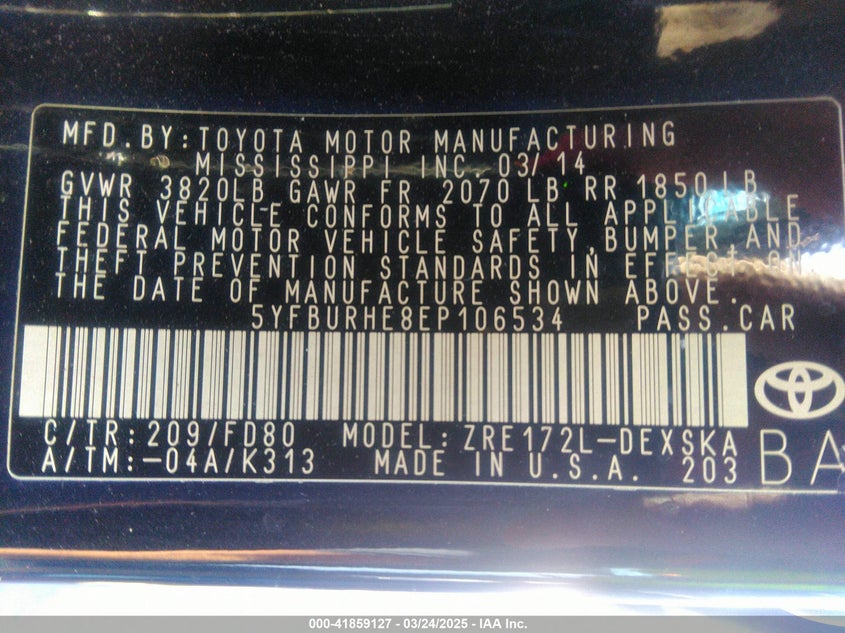 MFD.BY:TOYOTA MOTOR MANUFACTURING
MISSISSIPPI INC. 03/14
GVWR 3820LB GAWR FR 2070 LB RR 1850LB
THIS VEHICLE CONFORMS TO ALL APPLICABLE
FEDERAL MOTOR VEHICLE SAFETY,BUMPER AND
THEFT PREVENTION STANDARDS IN EFFECT ON
THE DATE OF MANUFACTURE SHOWN ABOVE.
5YFBURHE8EP106534 PASS.CAR
C/TR:209/FD80 MODEL:ZRE172L-DEXSKA
A/TM:-04A/K313 MADE IN U.S.A. 203
BA
000-41859127 - 03/24/2025 - IAA Inc.